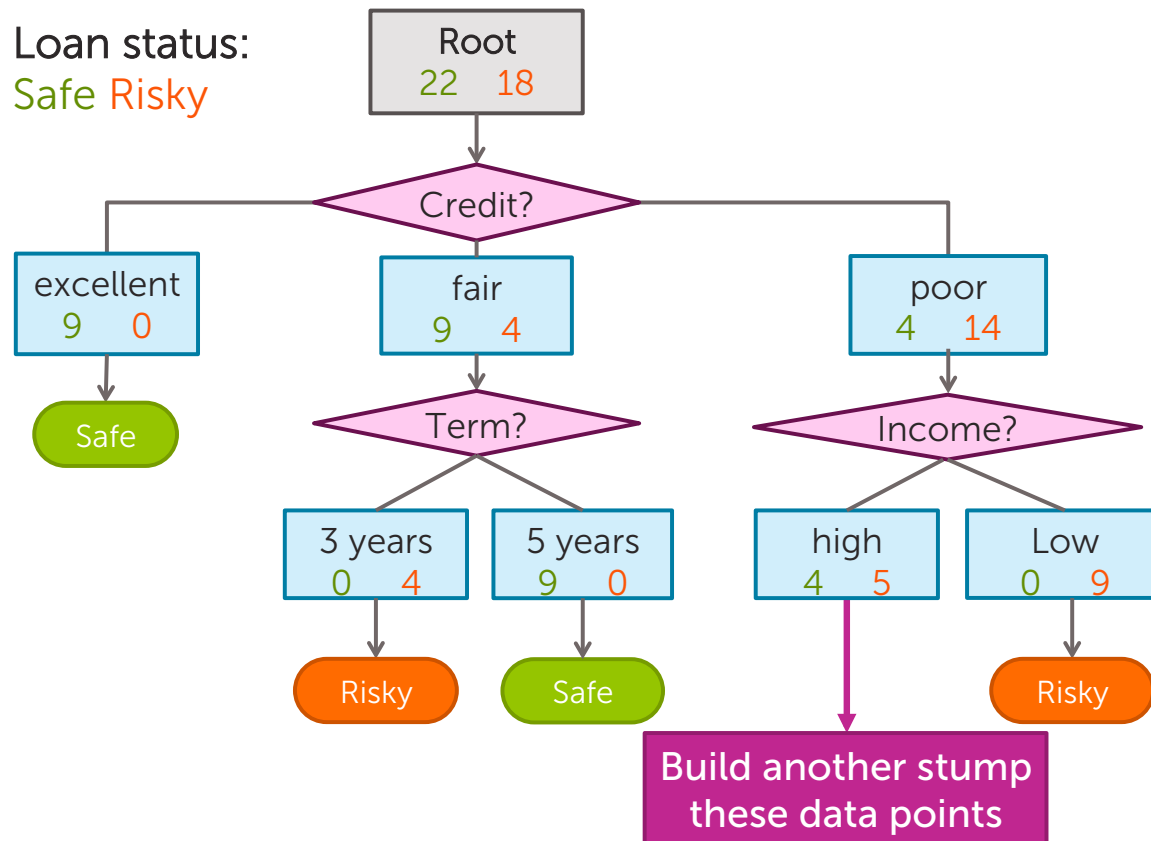 Loan status:
Safe Risky
Root
22 18
Credit?
excellent
9 0
fair
9 4
poor
4 14
Safe
Term?
Income?
3 years
0 4
5 years
9 0
high
4 5
Low
0 9
Risky
Safe
Risky
Build another stump
these data points